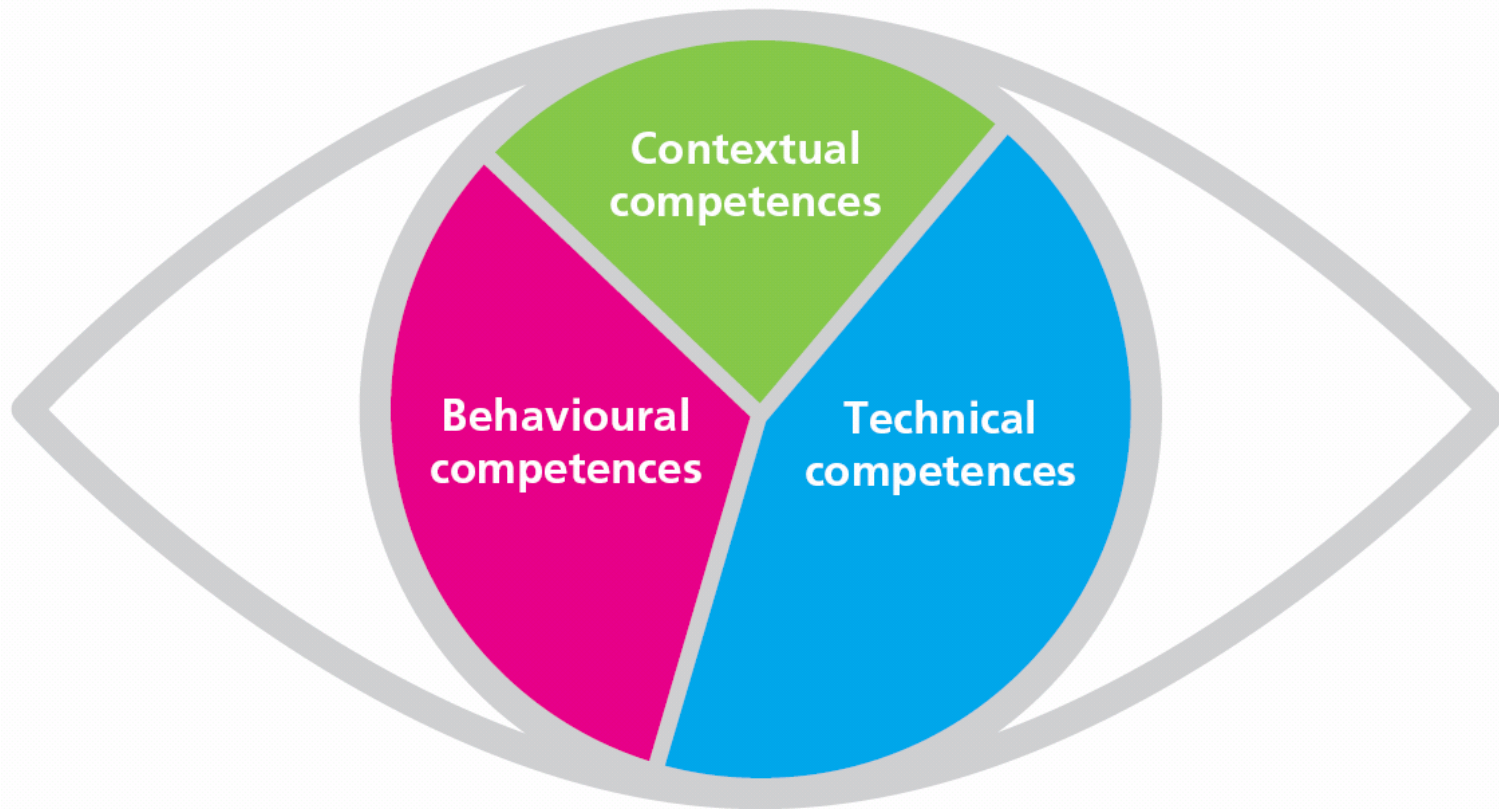 Contextual
competences
Behavioural
competences
Technical
competences